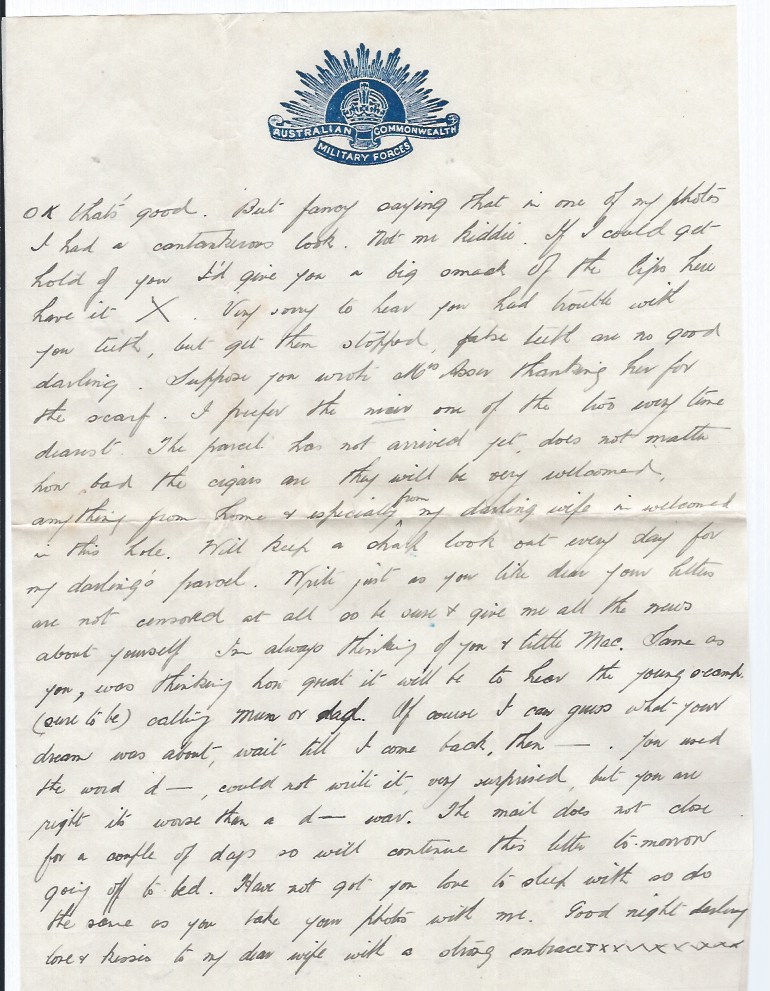 AUSTRALIAN COMMONWEALTH
MILITARY FORCES
OK thats good. But fancy saying that in one of my photos
I had a cantankerous look. Not me kiddie. If I could get
hold of you I'd give you a big smack of the lips here
have it X. Very sorry to hear you had trouble with
you teeth, but get them stopped, false teeth are no good
darling. Suppose you wrote Mrs Asser thanking her for
the scarf. I prefer the one of the two every time
dearest. The parcel has not arrived yet, does not matter
how bad the cigars are they will be very welcomed,
anything from home & especially from my darling wife is welcomed
in this hole. Will keep a sharp look out every day for
my darling's parcel. Write just as you like dear your letters
are not censored at all so be sure & give me all the news
about yourself I'm always thinking of you & little Mac. Same as
you, was thinking how great it will be to hear the young scamp
(sure to be) calling mum or dad. Of course I can guess what your
dream was about, wait till I come back, then — . You used
the word d—, could not write it, very surprised, but you are
right its worse than a d— war. The mail does not close
for a couple of days so will continue this letter to-morrow
going off to bed. Have not got you love to sleep with so do
the same as you take your photos with me. Good night darling
love & kisses to my dear wife with a strong embrace xxxxxxxxxx